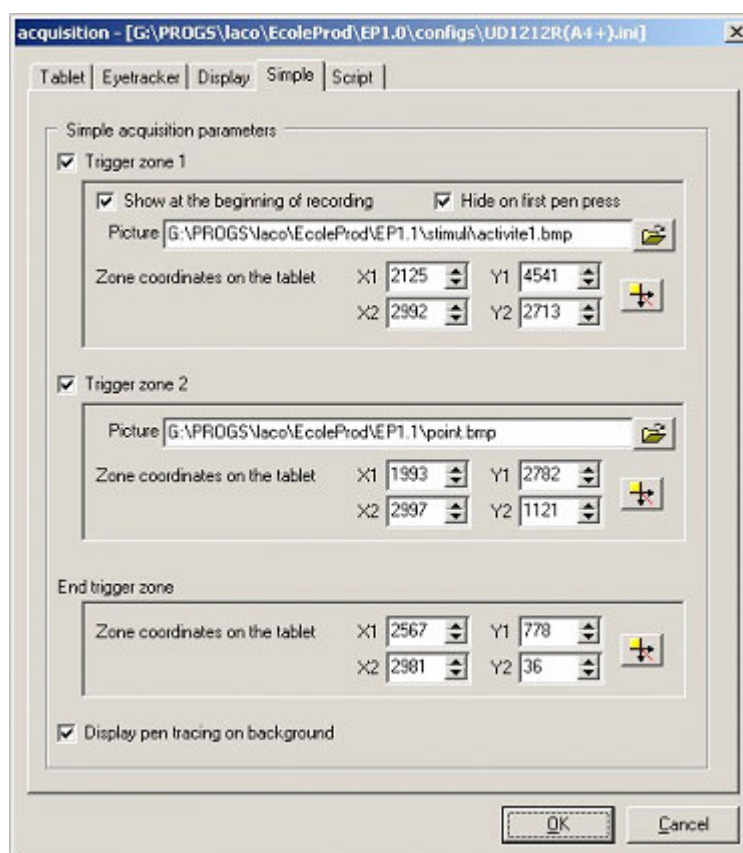 acquisition - [G:\PROGS\laco\EcoleProd\EP1.0\configs\UD1212R(A4+).ini]
Tablet Eyetracker Display Simple Script
Simple acquisition parameters
Trigger zone 1
Show at the beginning of recording Hide on first pen press
Picture G:\PROGS\laco\EcoleProd\EP1.1\stimul\activite1.bmp
Zone coordinates on the tablet X1 2125 Y1 4541
X2 2992 Y2 2713
Trigger zone 2
Picture G:\PROGS\laco\EcoleProd\EP1.1\point.bmp
Zone coordinates on the tablet X1 1993 Y1 2782
X2 2997 Y2 1121
End trigger zone
Zone coordinates on the tablet X1 2567 Y1 778
X2 2981 Y2 36
Display pen tracing on background
OK Cancel